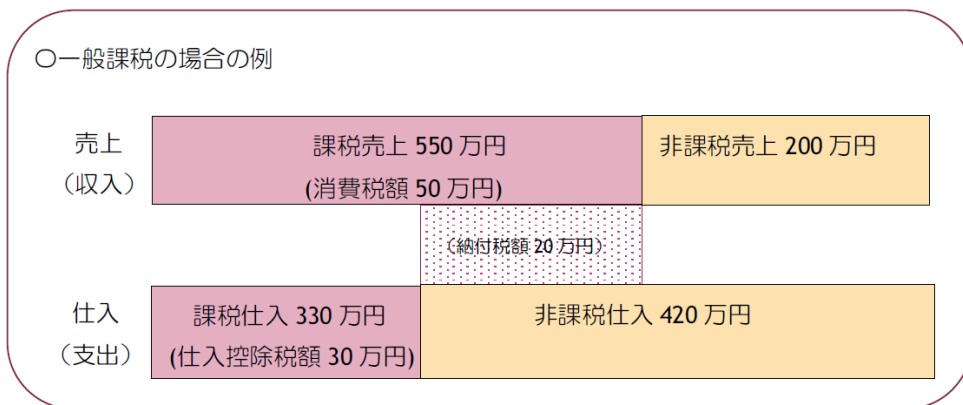 〇一般課税の場合の例
売上
（収入）
課税売上 550 万円
(消費税額 50 万円)
非課税売上 200 万円
（納付税額 20 万円）
仕入
（支出）
課税仕入 330 万円
(仕入控除税額 30 万円)
非課税仕入 420 万円